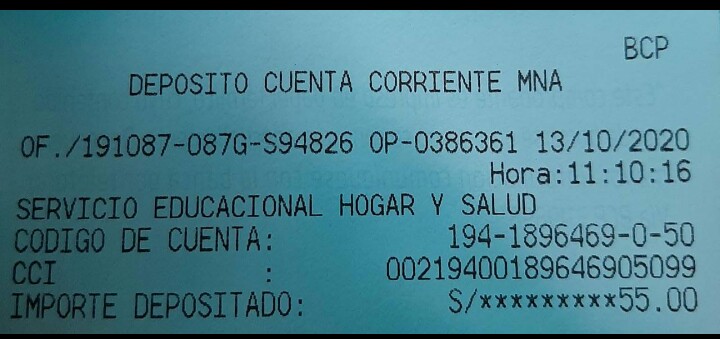 BCP
DEPOSITO CUENTA CORRIENTE MNA
OF./191087-087G-S94826 OP-0386361 13/10/2020
Hora:11:10:16
SERVICIO EDUCACIONAL HOGAR Y SALUD
CODIGO DE CUENTA: 194-1896469-0-50
CCI : 00219400189646905099
IMPORTE DEPOSITADO: S/*********55.00